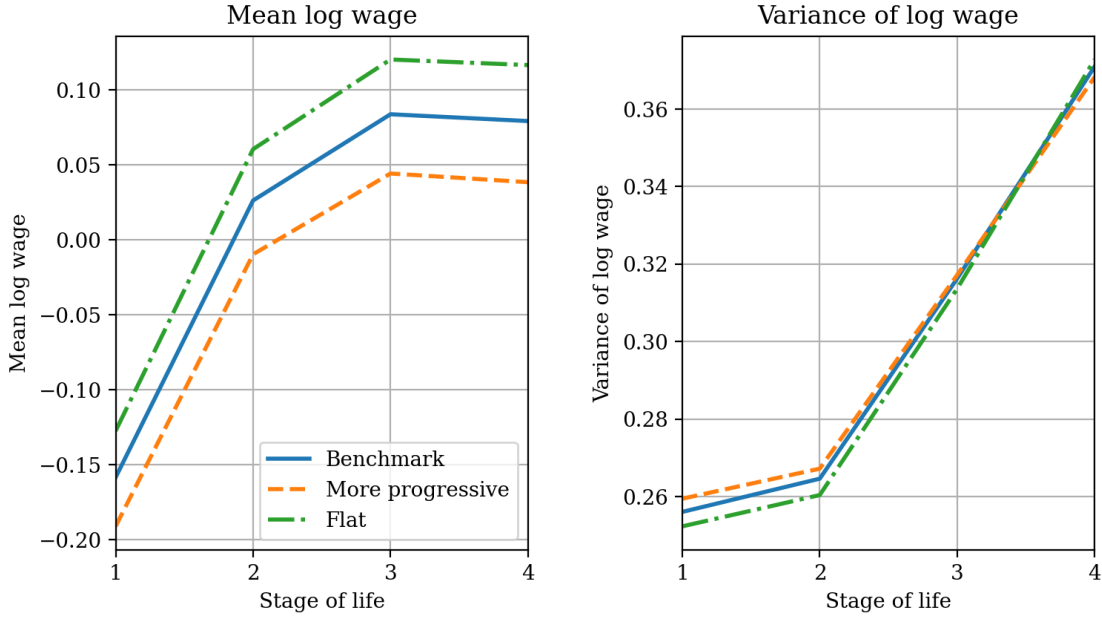 Mean log wage
Mean log wage
0.10
0.05
0.00
−0.05
−0.10
−0.15
−0.20
1
2
3
4
Stage of life
Benchmark
More progressive
Flat
Variance of log wage
Variance of log wage
0.36
0.34
0.32
0.30
0.28
0.26
1
2
3
4
Stage of life